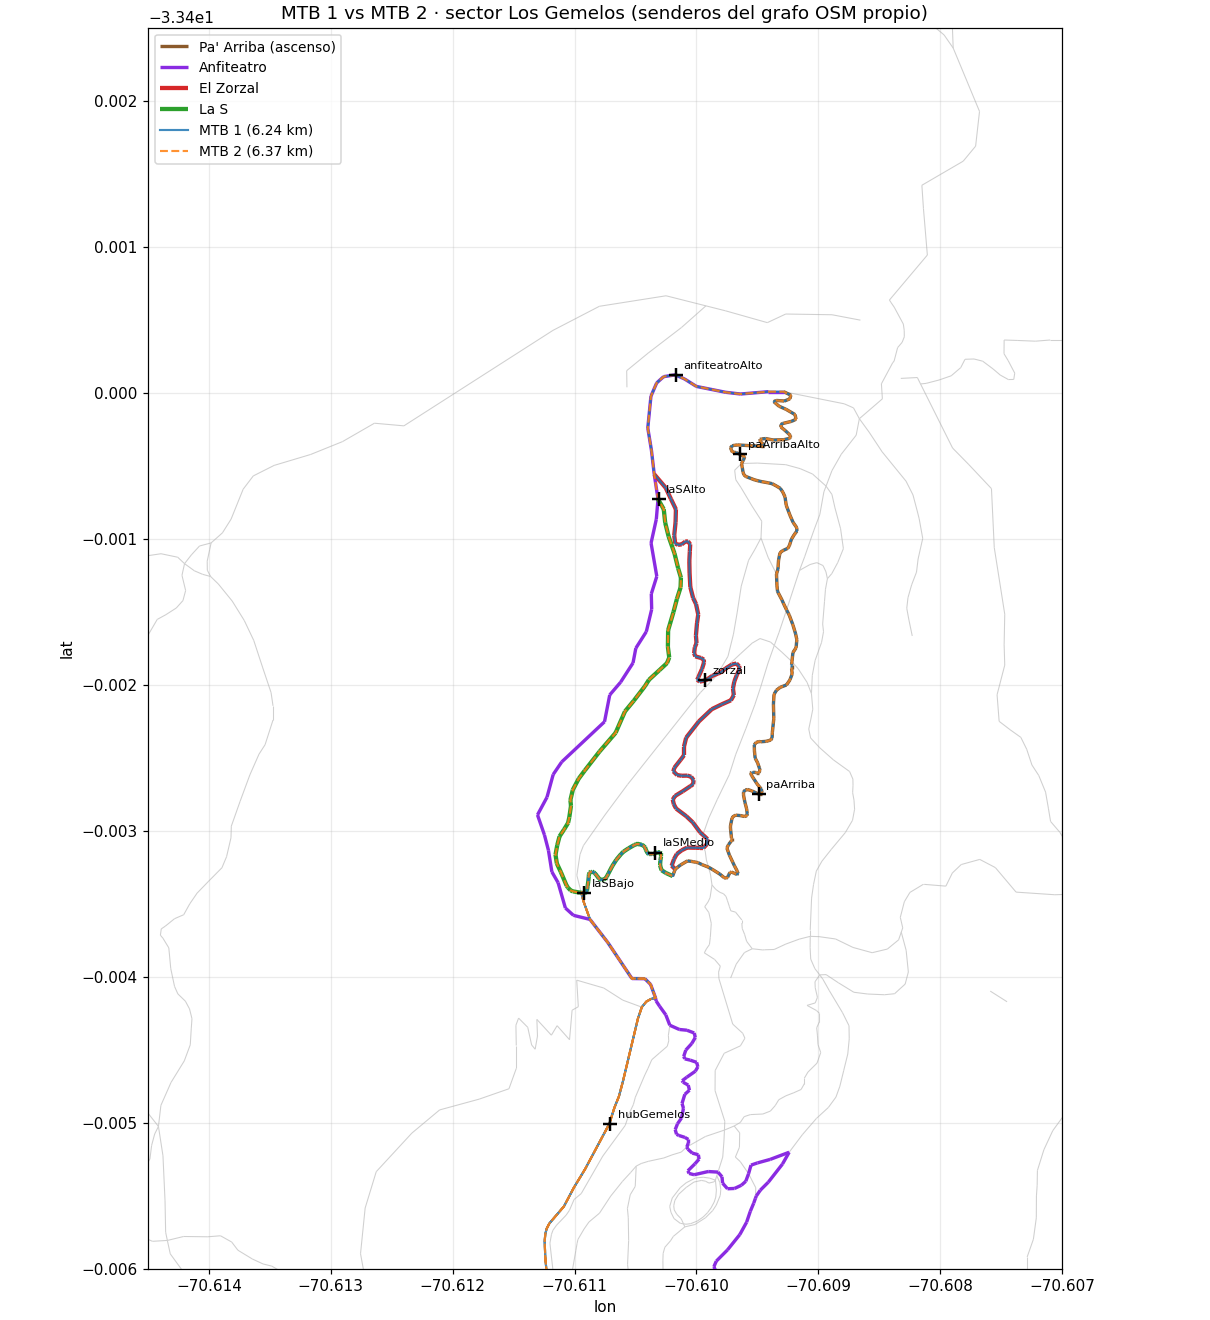 MTB 1 vs MTB 2 · sector Los Gemelos (senderos del grafo OSM propio)
−3.34e1
Pa' Arriba (ascenso)
Anfiteatro
El Zorzal
La S
MTB 1 (6.24 km)
MTB 2 (6.37 km)
0.002
0.001
0.000
−0.001
−0.002
−0.003
−0.004
−0.005
−0.006
lat
anfiteatroAlto
paArribaAlto
laSAlto
zorzal
paArriba
laSMedio
laSBajo
hubGemelos
−70.614
−70.613
−70.612
−70.611
−70.610
−70.609
−70.608
−70.607
lon